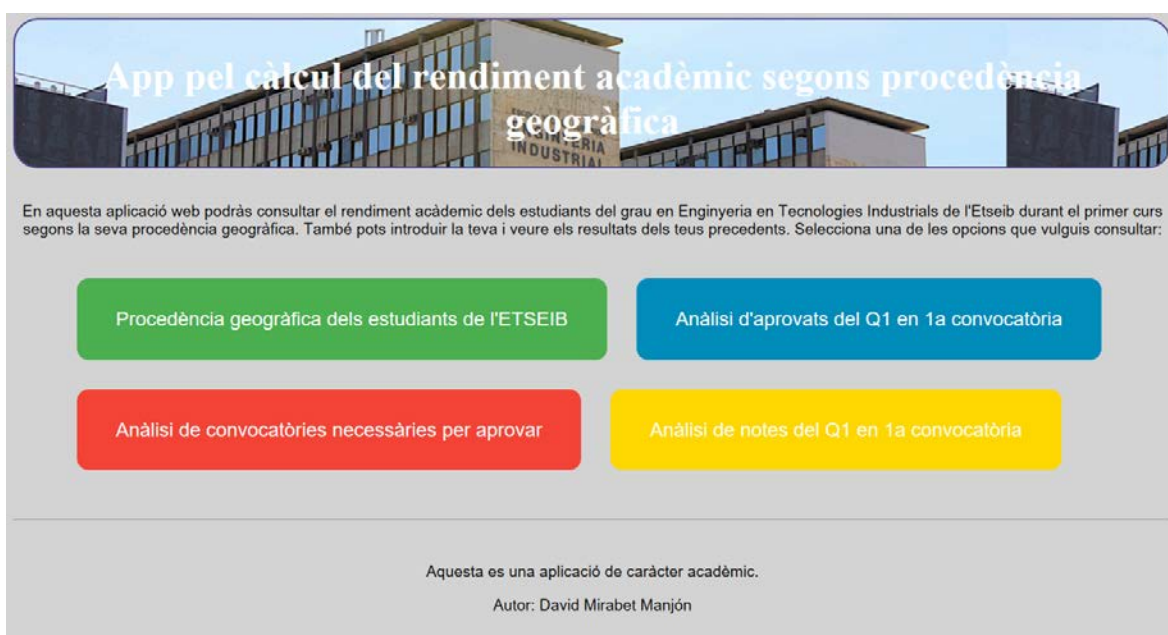 App pel càlcul del rendiment acadèmic segons procedència
geogràfica
INGINYERIA
INDUSTRIAL
En aquesta aplicació web podràs consultar el rendiment acàdemic dels estudiants del grau en Enginyeria en Tecnologies Industrials de l'Etseib durant el primer curs
segons la seva procedència geogràfica. També pots introduir la teva i veure els resultats dels teus precedents. Selecciona una de les opcions que vulguis consultar:
Procedència geogràfica dels estudiants de l'ETSEIB
Anàlisi d'aprovats del Q1 en 1a convocatòria
Anàlisi de convocatòries necessàries per aprovar
Anàlisi de notes del Q1 en 1a convocatòria
Aquesta es una aplicació de caràcter acadèmic.
Autor: David Mirabet Manjón